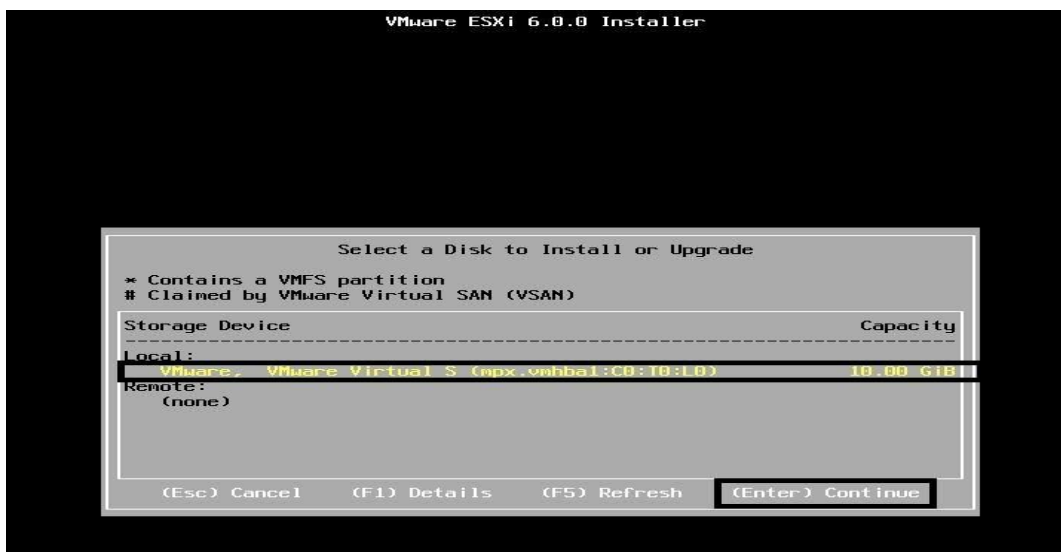 VMware ESXi 6.0.0 Installer
Select a Disk to Install or Upgrade
* Contains a VMFS partition
# Claimed by VMware Virtual SAN (VSAN)
Storage Device Capacity
Local:
VMware, VMware Virtual S (mpx.vmhba1:C0:T0:L0) 10.00 GiB
Remote:
(none)
(Esc) Cancel (F1) Details (F5) Refresh (Enter) Continue